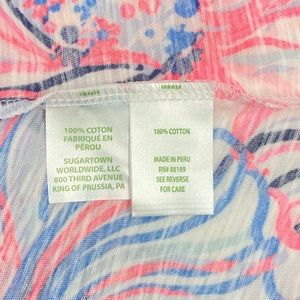 100% COTON
FABRIQUÉ EN
PÉROU
SUGARTOWN
WORLDWIDE, LLC
800 THIRD AVENUE
KING OF PRUSSIA, PA
100% COTTON
MADE IN PERU
RN# 88189
SEE REVERSE
FOR CARE